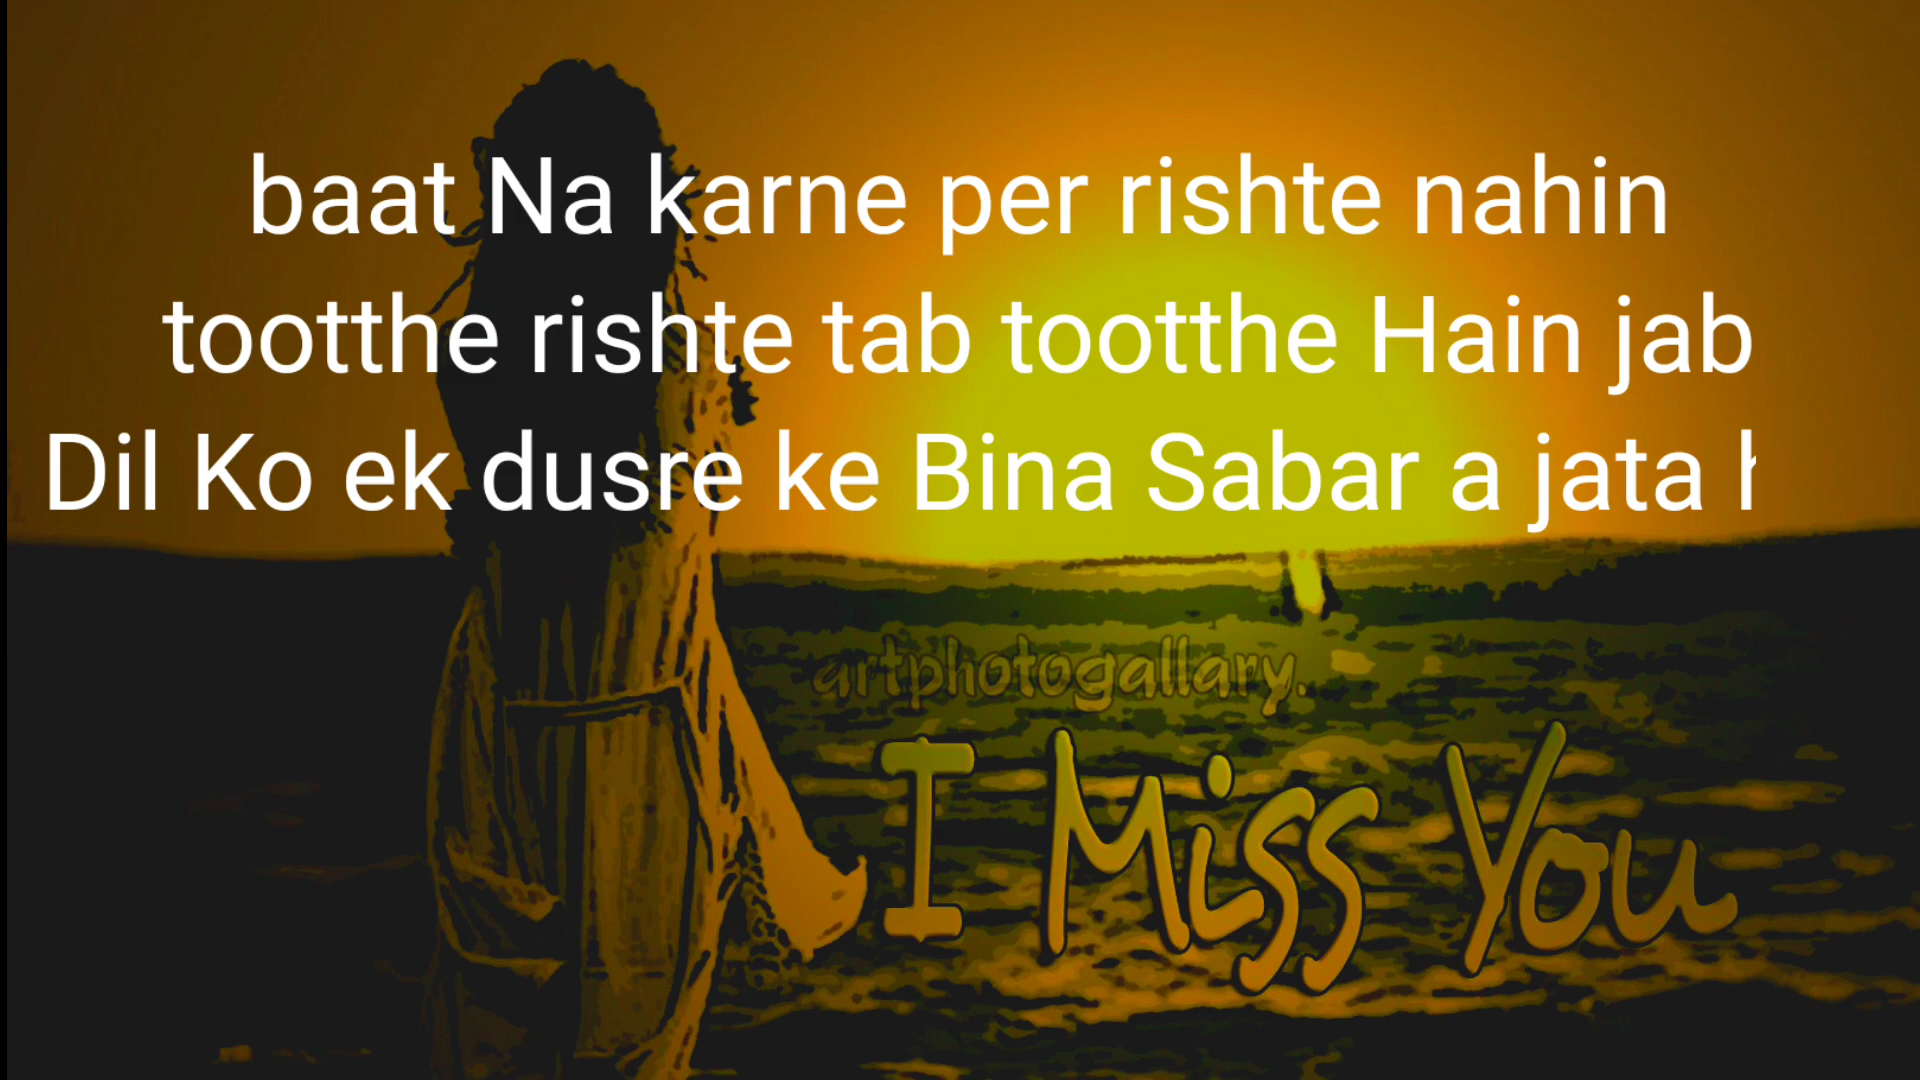 baat Na karne per rishte nahin
tootthe rishte tab tootthe Hain jab
Dil Ko ek dusre ke Bina Sabar a jata
artphotogallary.
I Miss You